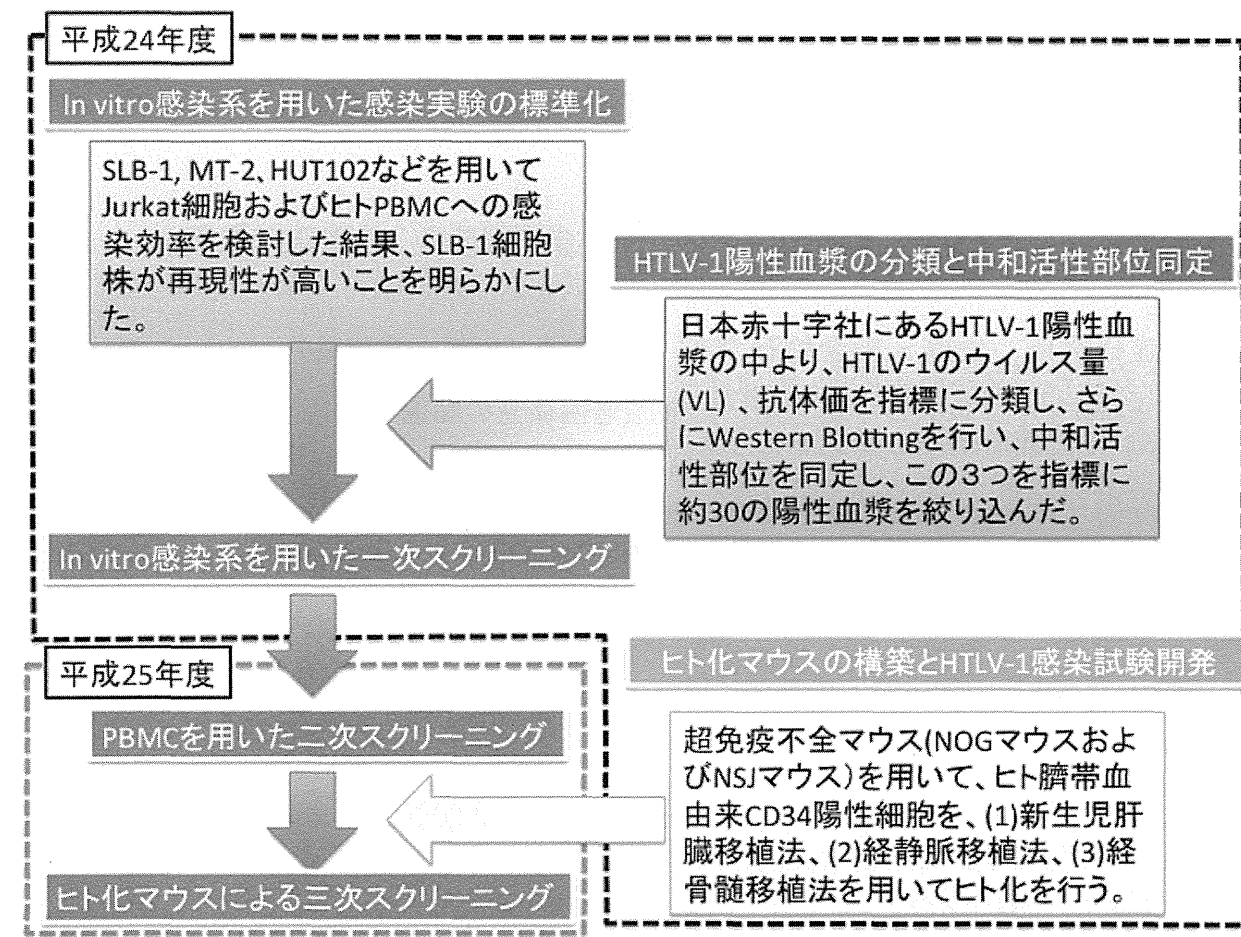 平成24年度
In vitro感染系を用いた感染実験の標準化
SLB-1, MT-2、HUT102などを用いて
Jurkat細胞およびヒトPBMCへの感
染効率を検討した結果、SLB-1細胞
株が再現性が高いことを明らかにし
た。
HTLV-1陽性血漿の分類と中和活性部位同定
日本赤十字社にあるHTLV-1陽性血
漿の中より、HTLV-1のウイルス量
(VL) 、抗体価を指標に分類し、さら
にWestern Blottingを行い、中和活
性部位を同定し、この3つを指標に
約30の陽性血漿を絞り込んだ。
In vitro感染系を用いた一次スクリーニング
平成25年度
PBMCを用いた二次スクリーニング
ヒト化マウスの構築とHTLV-1感染試験開発
超免疫不全マウス(NOGマウスおよ
びNSJマウス)を用いて、ヒト臍帯血
由来CD34陽性細胞を、(1)新生児肝
臓移植法、(2)経静脈移植法、(3)経
骨髄移植法を用いてヒト化を行う。
ヒト化マウスによる三次スクリーニング